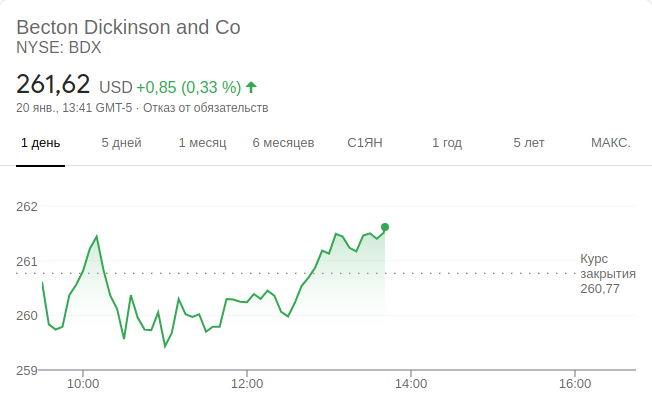 Becton Dickinson and Co
NYSE: BDX
261,62 USD +0,85 (0,33 %)
20 янв., 13:41 GMT-5 · Отказ от обязательств
1 день 5 дней 1 месяц 6 месяцев С1ЯН 1 год 5 лет МАКС.
262
261
260
259
Курс
закрытия
260,77
10:00 12:00 14:00 16:00